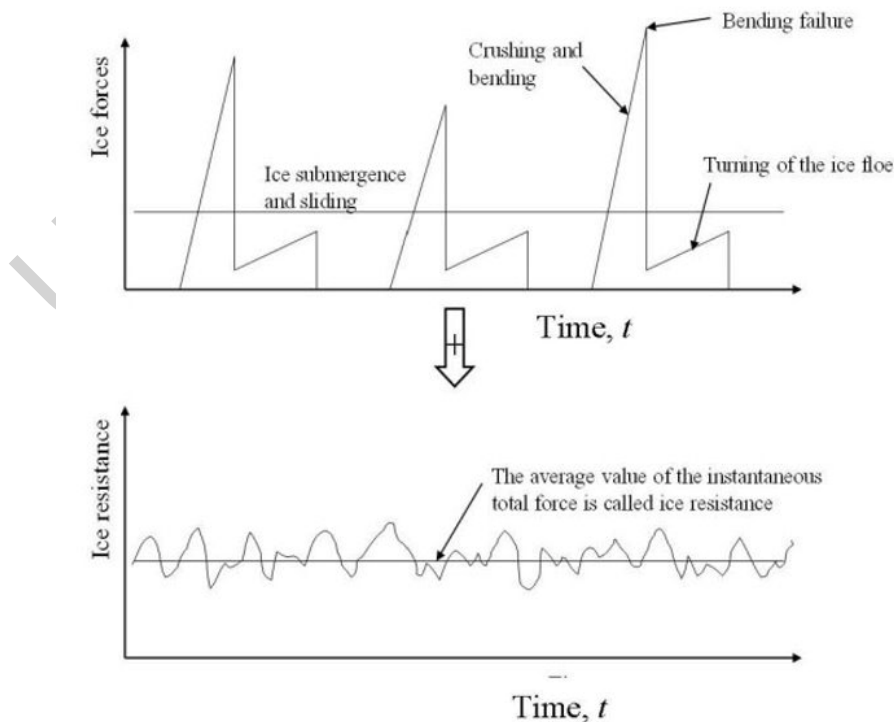 Bending failure
Crushing and
bending
Ice forces
Turning of the ice floe
Ice submergence
and sliding
Time, t
+
Ice resistance
The average value of the instantaneous
total force is called ice resistance
Time, t